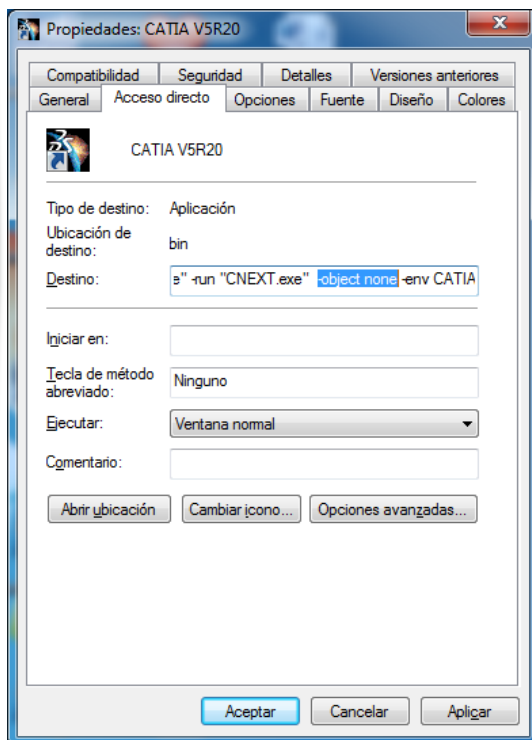 Propiedades: CATIA V5R20
Compatibilidad Seguridad Detalles Versiones anteriores
General Acceso directo Opciones Fuente Diseño Colores
CATIA V5R20
Tipo de destino: Aplicación
Ubicación de
destino: bin
Destino: e" -run "CNEXT.exe" -object none -env CATIA
Iniciar en:
Tecla de método
abreviado: Ninguno
Ejecutar: Ventana normal
Comentario:
Abrir ubicación Cambiar icono... Opciones avanzadas...
Aceptar Cancelar Aplicar